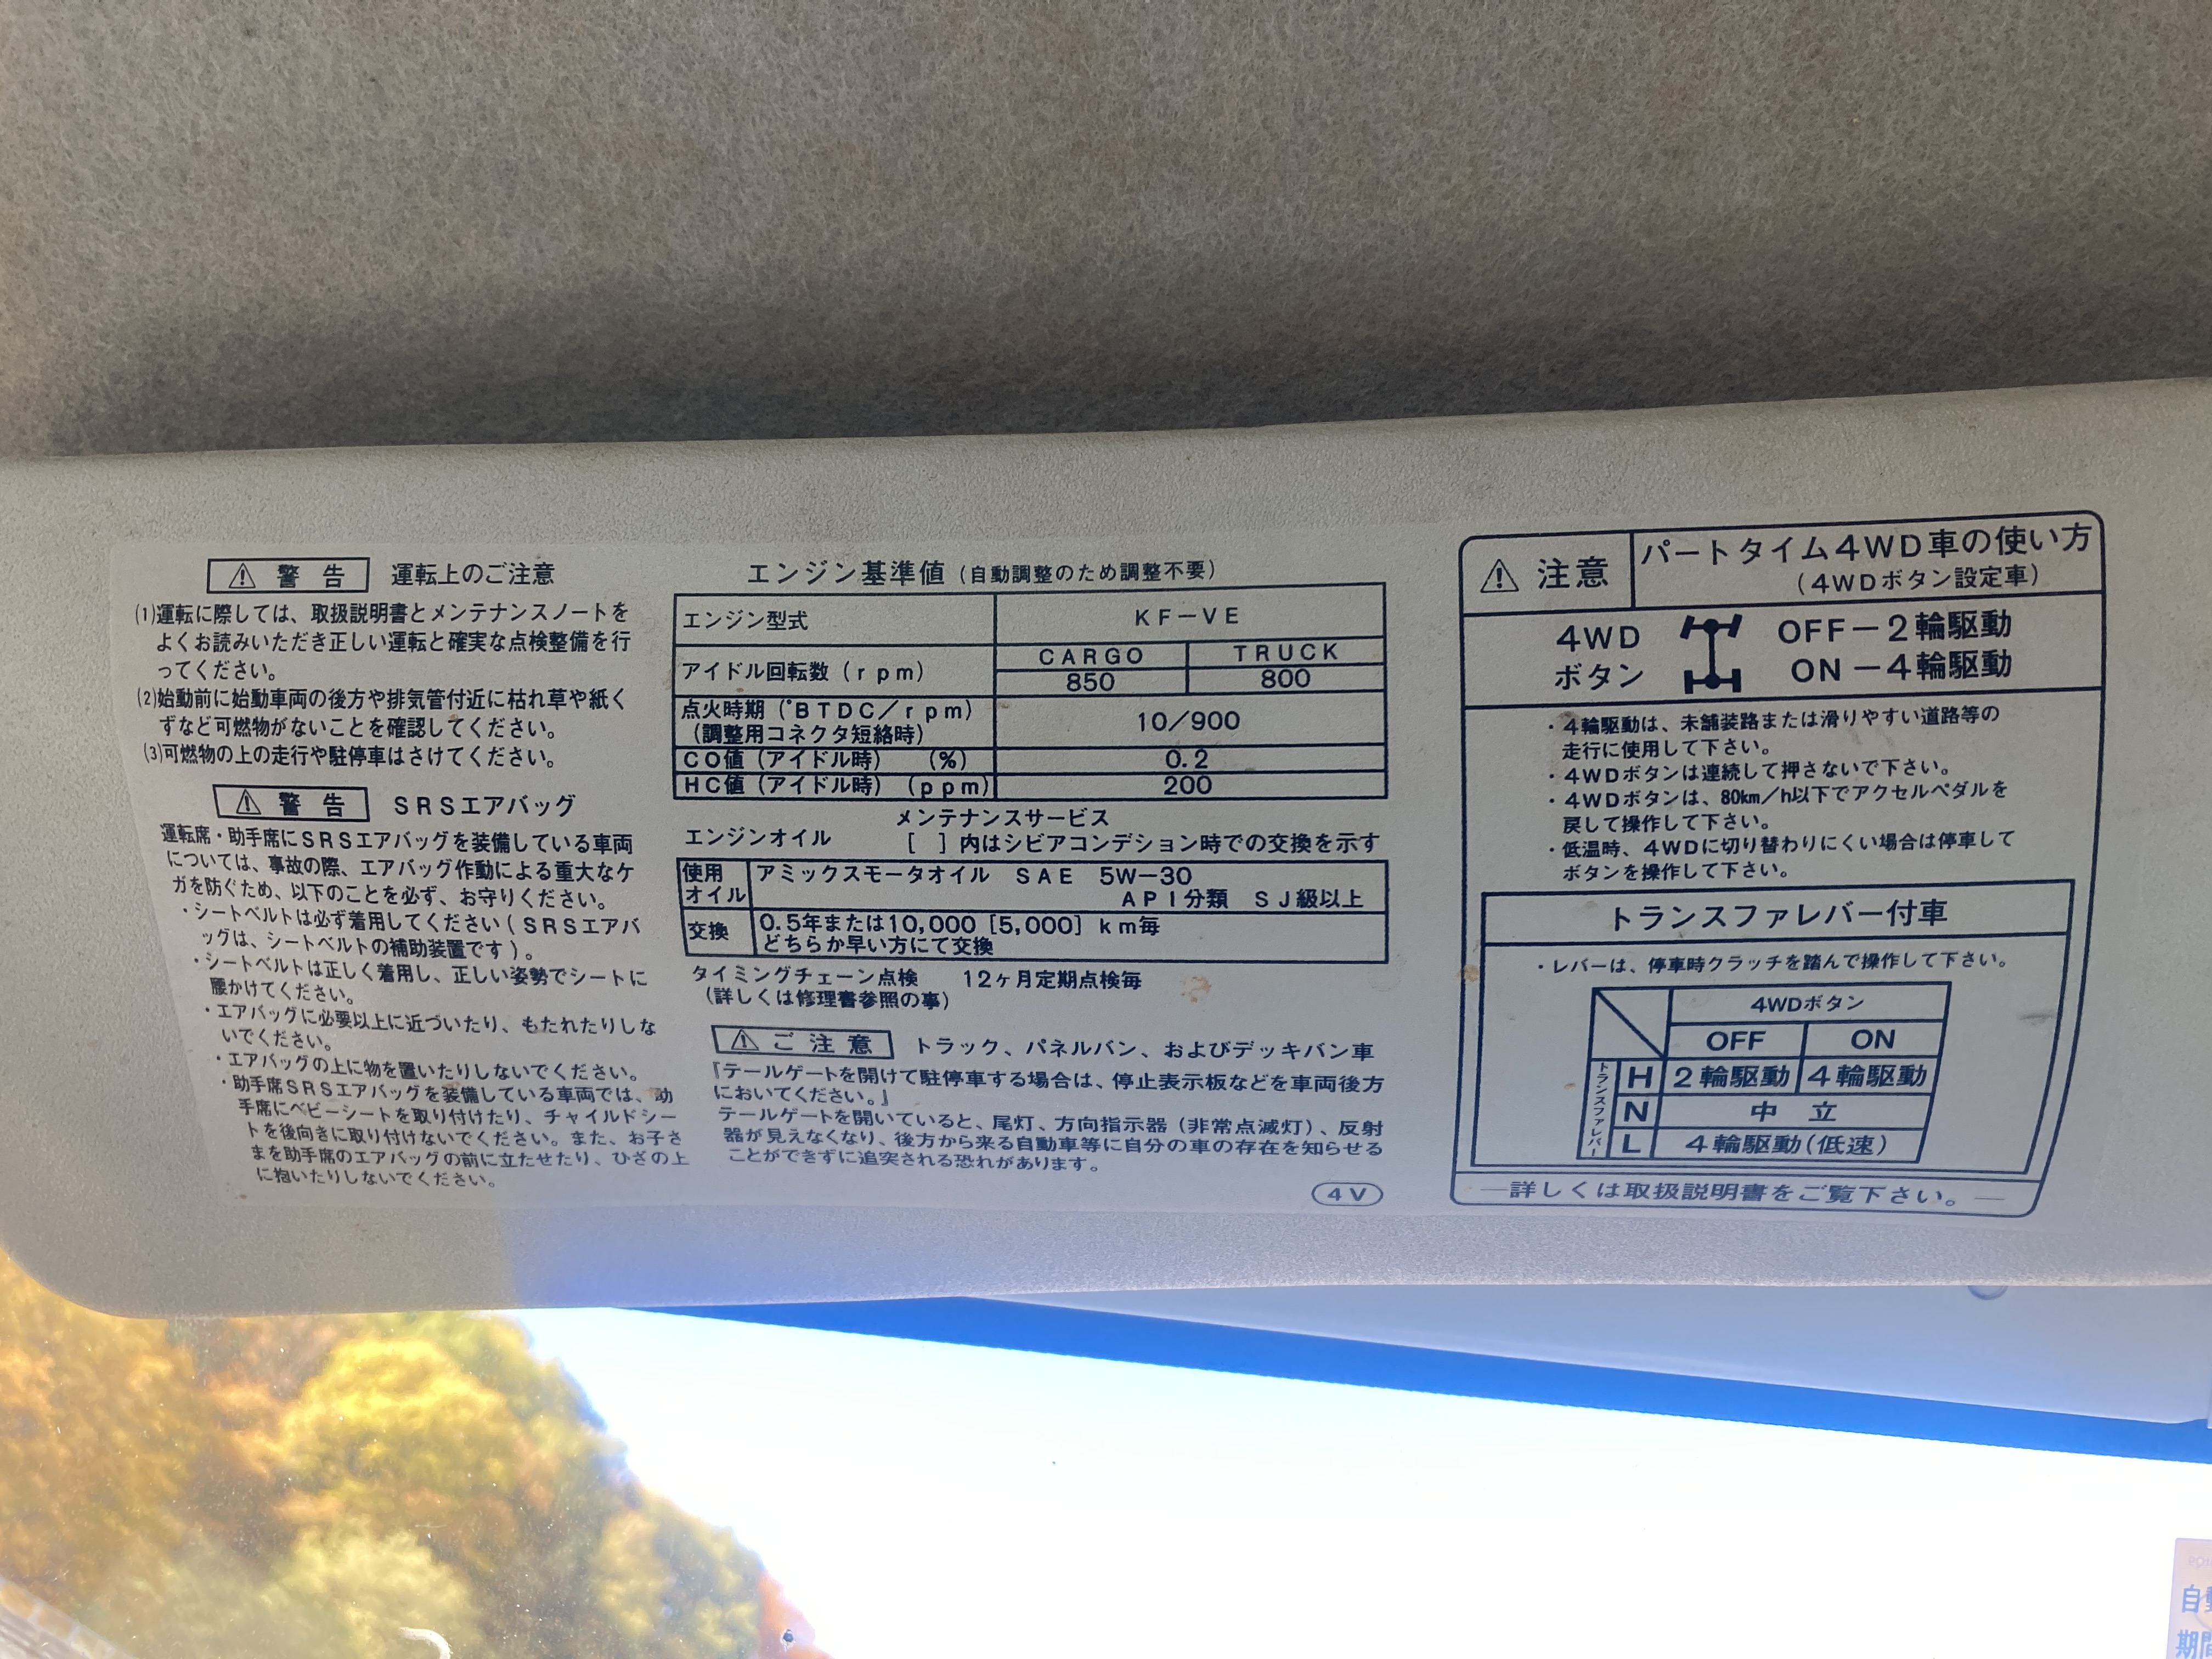 ⚠ 警 告 運転上のご注意
(1)運転に際しては、取扱説明書とメンテナンスノートを
よくお読みいただき正しい運転と確実な点検整備を行
ってください。
(2)始動前に始動車両の後方や排気管付近に枯れ草や紙く
ずなど可燃物がないことを確認してください。
(3)可燃物の上の走行や駐停車はさけてください。
⚠ 警 告 SRSエアバッグ
運転席・助手席にSRSエアバッグを装備している車両
については、事故の際、エアバッグ作動による重大なケ
ガを防ぐため、以下のことを必ず、お守りください。
・シートベルトは必ず着用してください(SRSエアバ
ッグは、シートベルトの補助装置です)。
・シートベルトは正しく着用し、正しい姿勢でシートに
腰かけてください。
・エアバッグに必要以上に近づいたり、もたれたりしな
いでください。
・エアバッグの上に物を置いたりしないでください。
・助手席SRSエアバッグを装備している車両では、助
手席にベビーシートを取り付けたり、チャイルドシー
トを後向きに取り付けないでください。また、お子さ
まを助手席のエアバッグの前に立たせたり、ひざの上
に抱いたりしないでください。
エンジン基準値(自動調整のため調整不要)
エンジン型式 KF－VE
アイドル回転数(rpm) CARGO TRUCK
850 800
点火時期(°BTDC／rpm) 10／900
(調整用コネクタ短絡時)
CO値(アイドル時) (%) 0.2
HC値(アイドル時) (ppm) 200
メンテナンスサービス
エンジンオイル [ ]内はシビアコンデション時での交換を示す
使用オイル アミックスモータオイル SAE 5W－30
API分類 SJ級以上
交換 0.5年または10,000 [5,000] km毎
どちらか早い方にて交換
タイミングチェーン点検 12ヶ月定期点検毎
(詳しくは修理書参照の事)
⚠ ご 注 意 トラック、パネルバン、およびデッキバン車
『テールゲートを開けて駐停車する場合は、停止表示板などを車両後方
においてください。』
テールゲートを開いていると、尾灯、方向指示器(非常点滅灯)、反射
器が見えなくなり、後方から来る自動車等に自分の車の存在を知らせる
ことができずに追突される恐れがあります。
4V
⚠ 注意 パートタイム4WD車の使い方
(4WDボタン設定車)
4WD OFF－2輪駆動
ボタン ON－4輪駆動
・4輪駆動は、未舗装路または滑りやすい道路等の
走行に使用して下さい。
・4WDボタンは連続して押さないで下さい。
・4WDボタンは、80km／h以下でアクセルペダルを
戻して操作して下さい。
・低温時、4WDに切り替わりにくい場合は停車して
ボタンを操作して下さい。
トランスファレバー付車
・レバーは、停車時クラッチを踏んで操作して下さい。
4WDボタン
OFF ON
トランスファレバー
H 2輪駆動 4輪駆動
N 中 立
L 4輪駆動(低速)
―詳しくは取扱説明書をご覧下さい。―